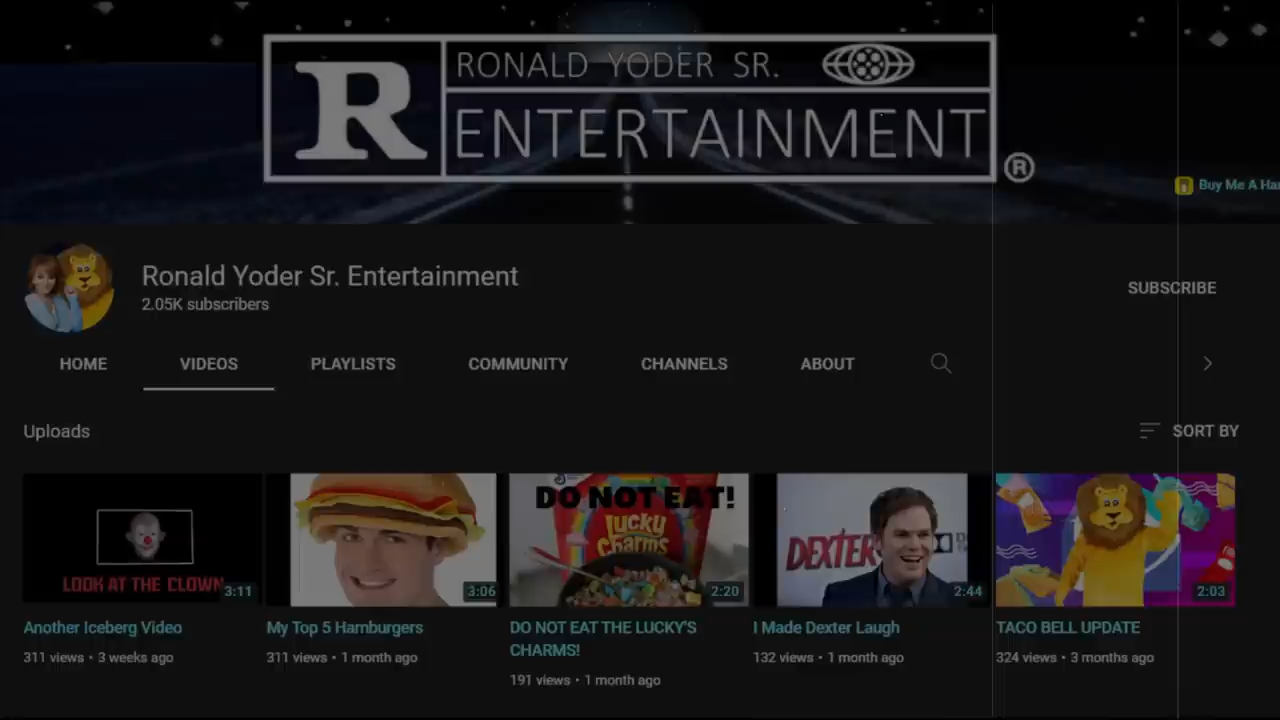 R
RONALD YODER SR.
ENTERTAINMENT
®
Buy Me A Ha
Ronald Yoder Sr. Entertainment
2.05K subscribers
SUBSCRIBE
HOME VIDEOS PLAYLISTS COMMUNITY CHANNELS ABOUT
Uploads
SORT BY
LOOK AT THE CLOWN
3:11
3:06
DO NOT EAT!
LUCKY
CHARMS
2:20
DEXTER
2:44
2:03
Another Iceberg Video
311 views • 3 weeks ago
My Top 5 Hamburgers
311 views • 1 month ago
DO NOT EAT THE LUCKY'S
CHARMS!
191 views • 1 month ago
I Made Dexter Laugh
132 views • 1 month ago
TACO BELL UPDATE
324 views • 3 months ago